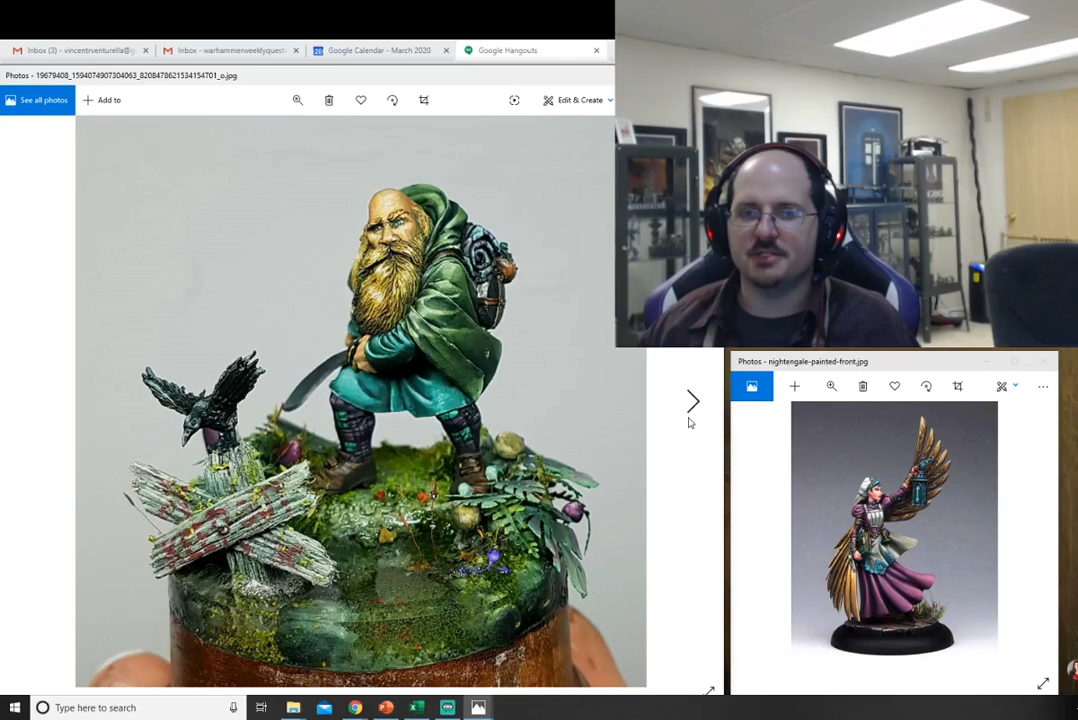 Inbox (3) - vincentrventurella@g
Inbox - warhammerweeklyquest
Google Calendar - March 2020
Google Hangouts
Photos - 19679408_1594074907304063_8208478621534154701_o.jpg
See all photos
Add to
Edit & Create
Photos - nightengale-painted-front.jpg
Type here to search